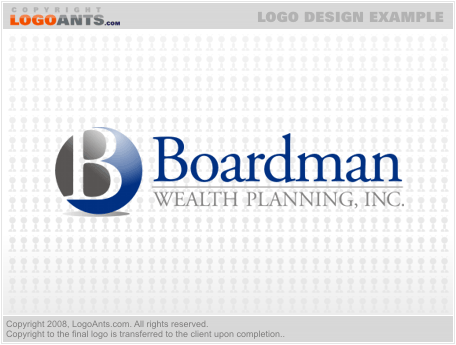 COPYRIGHT
LOGOANTS.COM
LOGO DESIGN EXAMPLE
B
Boardman
WEALTH PLANNING, INC.
Copyright 2008, LogoAnts.com. All rights reserved.
Copyright to the final logo is transferred to the client upon completion..